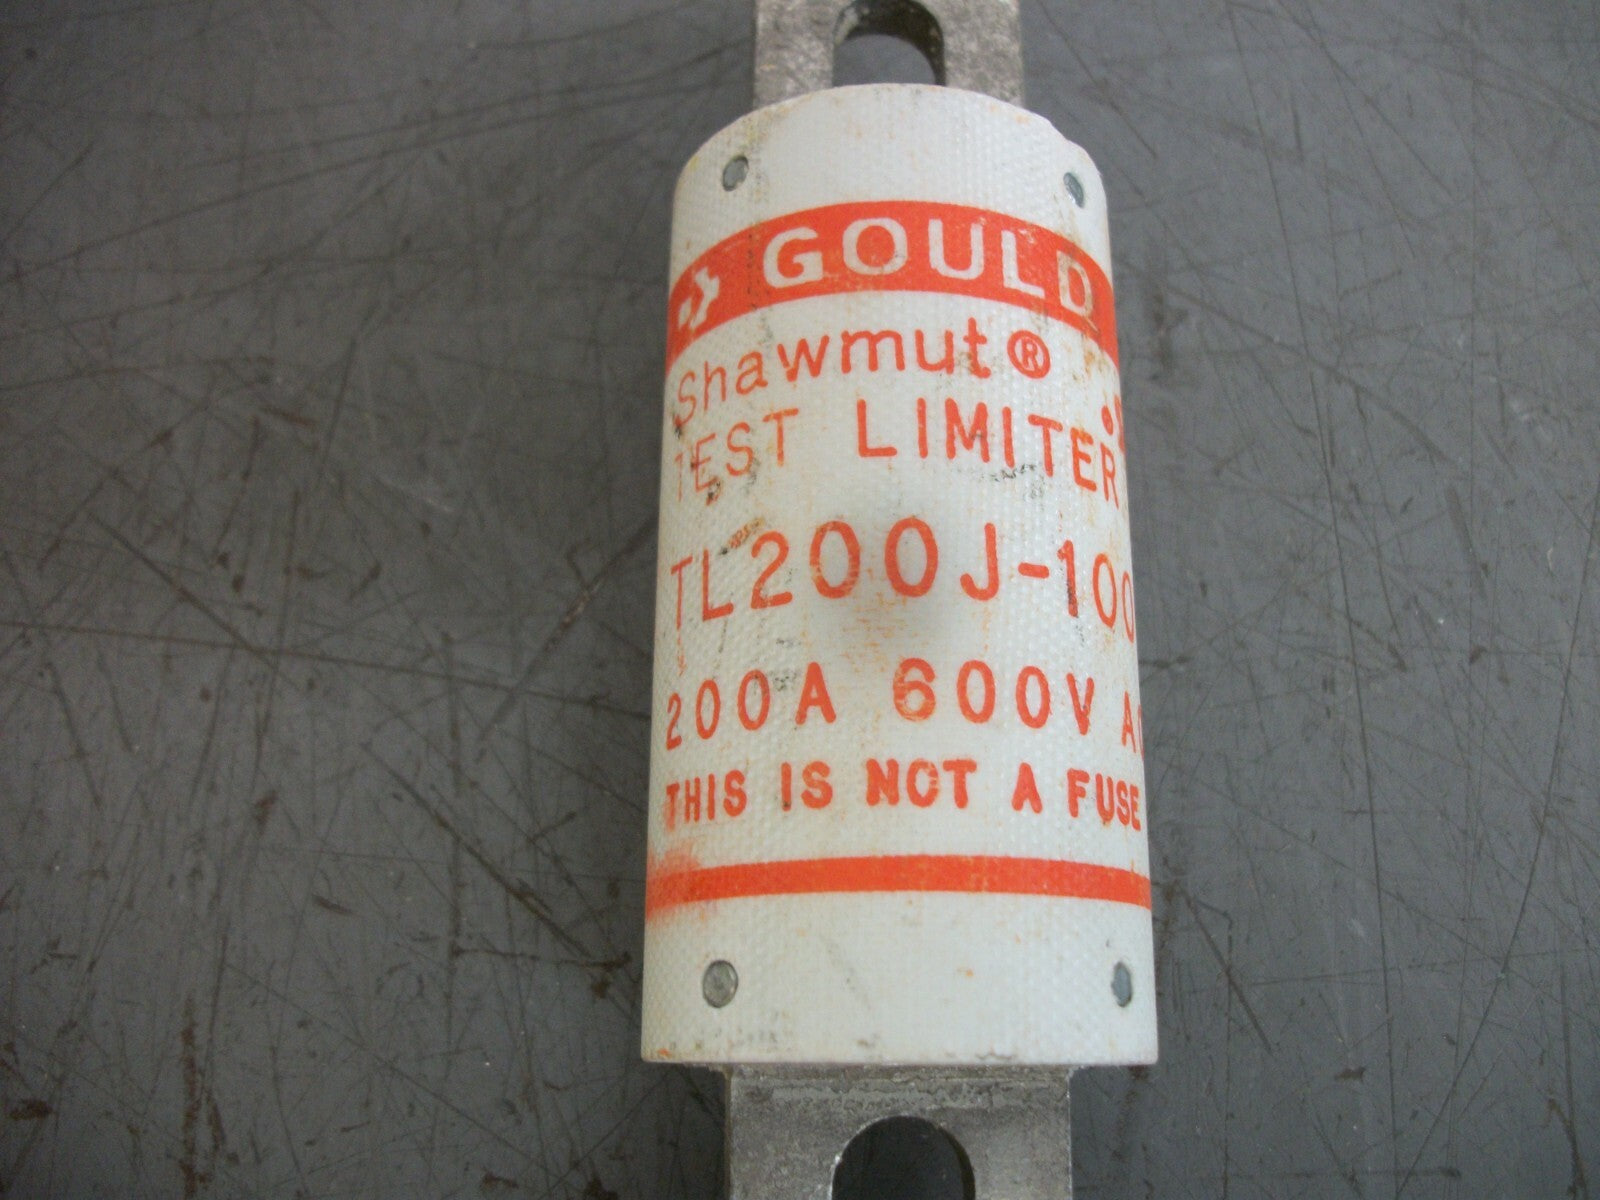 GOULD
Shawmut®
TEST LIMITER
TL200J-100
200A 600V AC
THIS IS NOT A FUSE